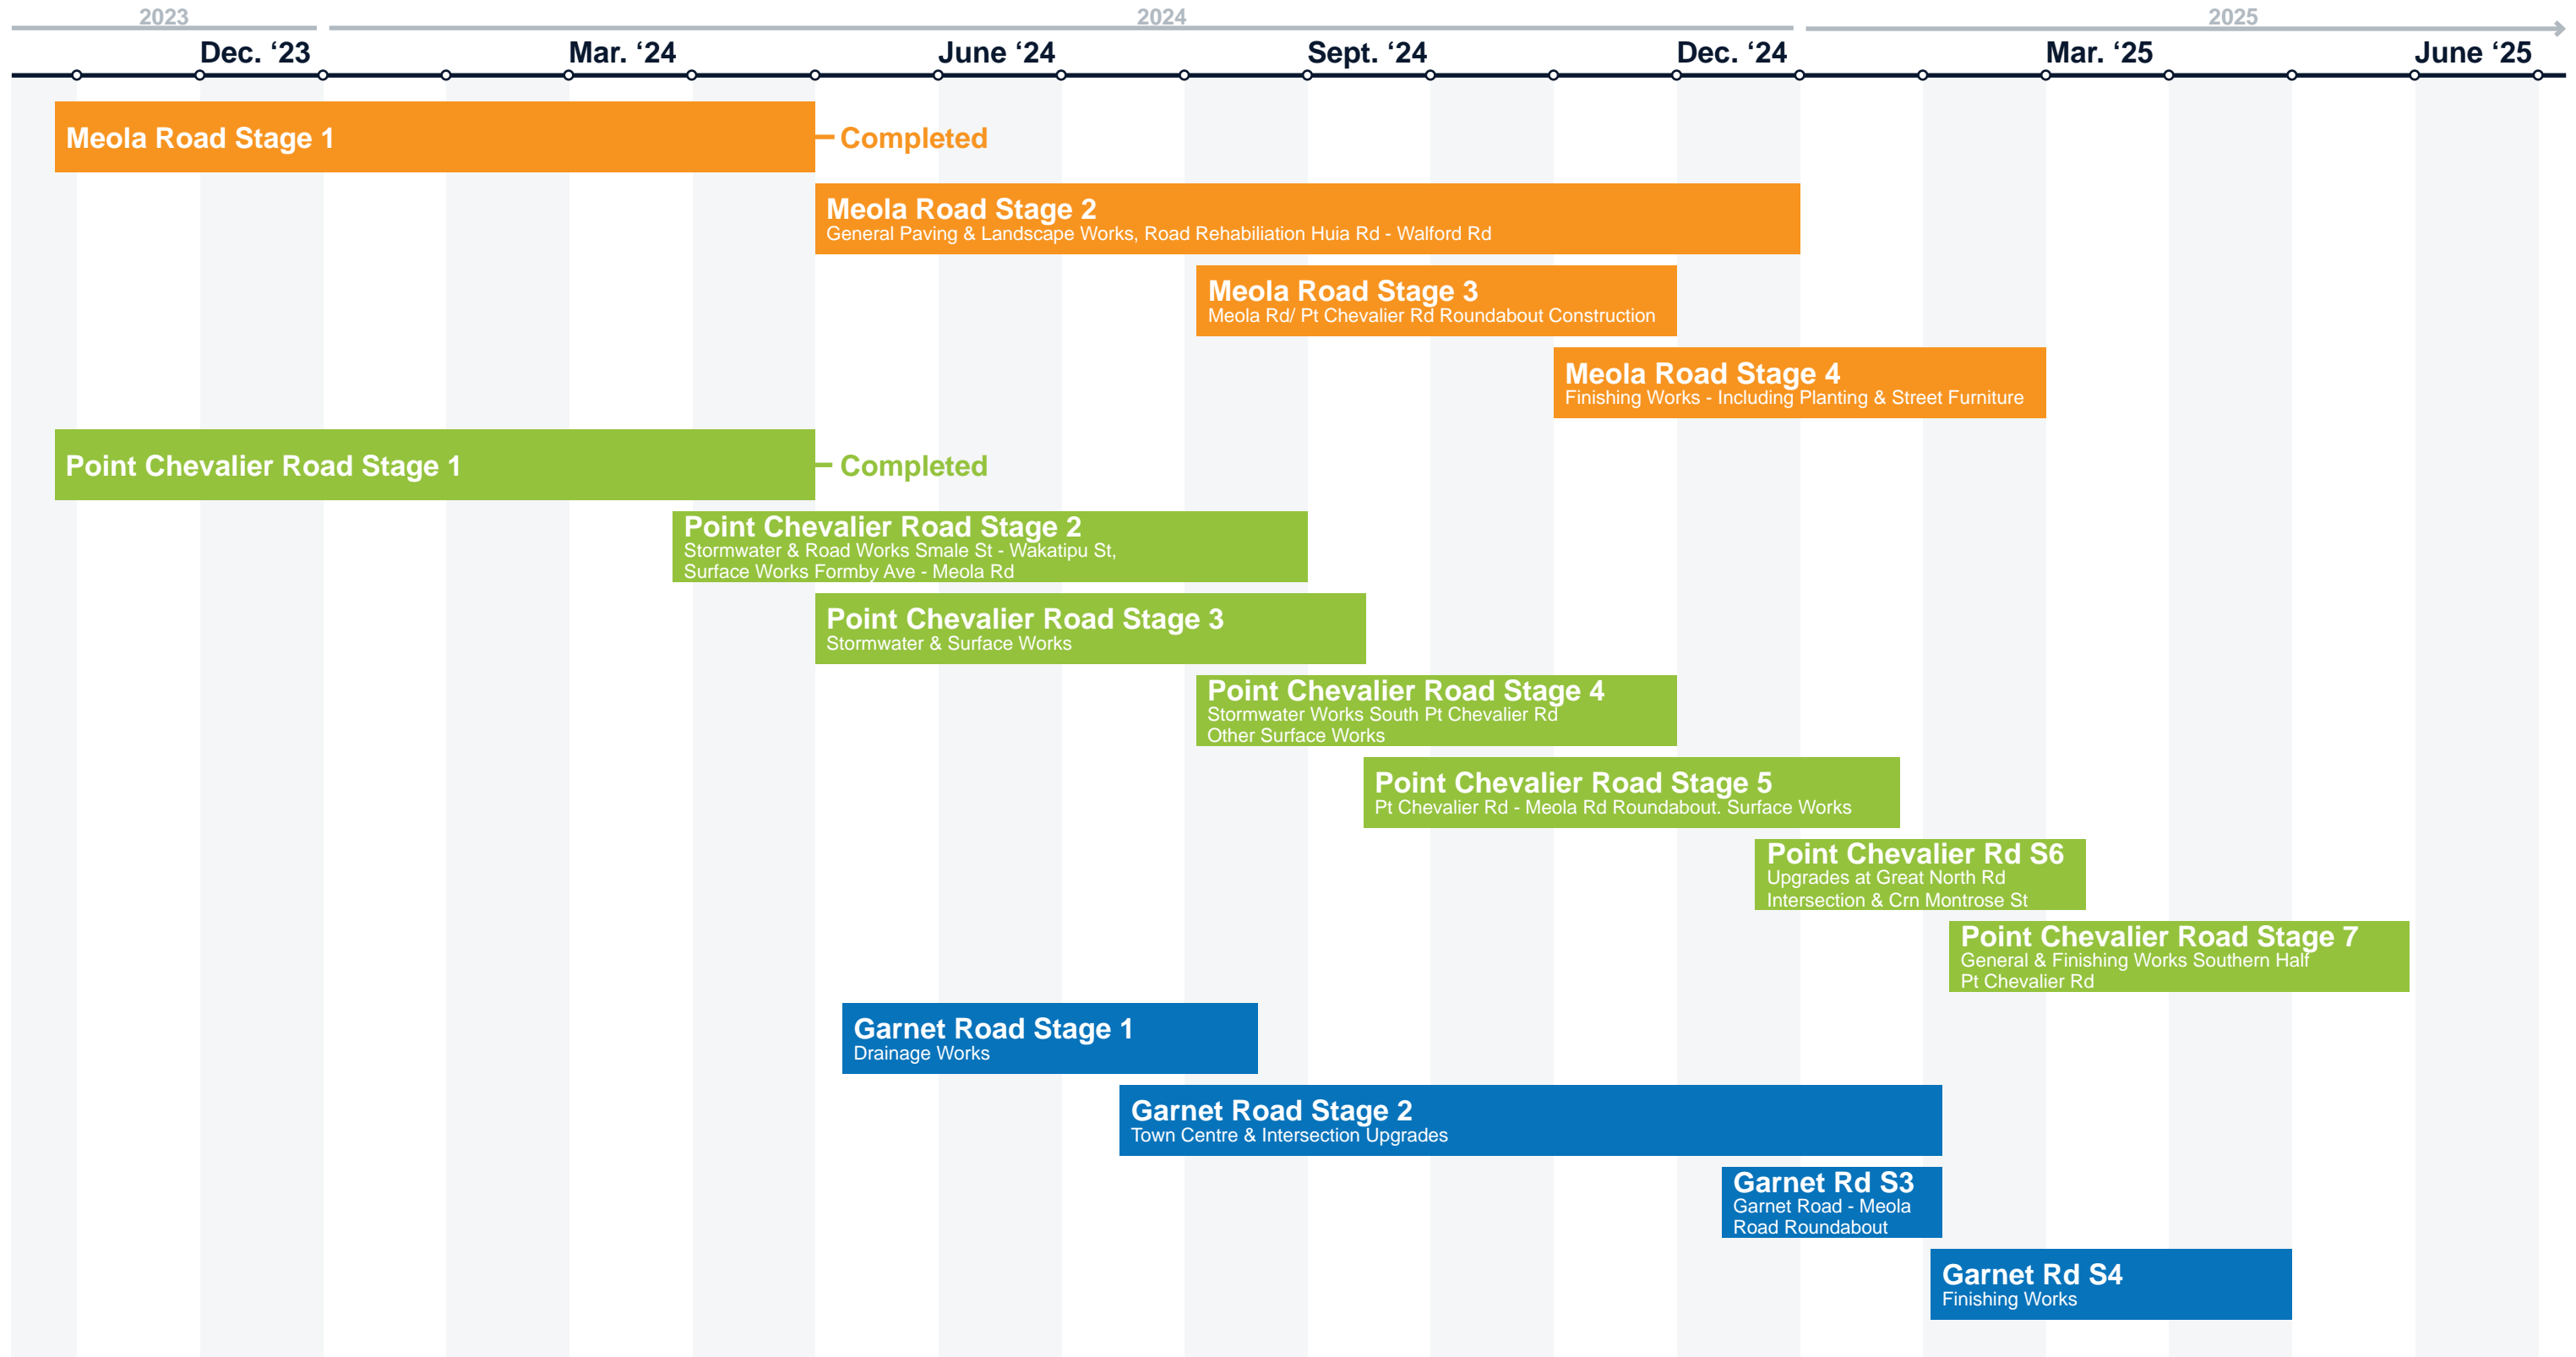 2023 2024 2025
Dec. ‘23 Mar. ‘24 June ‘24 Sept. ‘24 Dec. ‘24 Mar. ‘25 June ‘25
Meola Road Stage 1
Completed
Meola Road Stage 2
General Paving & Landscape Works, Road Rehabiliation Huia Rd - Walford Rd
Meola Road Stage 3
Meola Rd/ Pt Chevalier Rd Roundabout Construction
Meola Road Stage 4
Finishing Works - Including Planting & Street Furniture
Point Chevalier Road Stage 1
Completed
Point Chevalier Road Stage 2
Stormwater & Road Works Smale St - Wakatipu St,
Surface Works Formby Ave - Meola Rd
Point Chevalier Road Stage 3
Stormwater & Surface Works
Point Chevalier Road Stage 4
Stormwater Works South Pt Chevalier Rd
Other Surface Works
Point Chevalier Road Stage 5
Pt Chevalier Rd - Meola Rd Roundabout. Surface Works
Point Chevalier Rd S6
Upgrades at Great North Rd
Intersection & Crn Montrose St
Point Chevalier Road Stage 7
General & Finishing Works Southern Half
Pt Chevalier Rd
Garnet Road Stage 1
Drainage Works
Garnet Road Stage 2
Town Centre & Intersection Upgrades
Garnet Rd S3
Garnet Road - Meola
Road Roundabout
Garnet Rd S4
Finishing Works